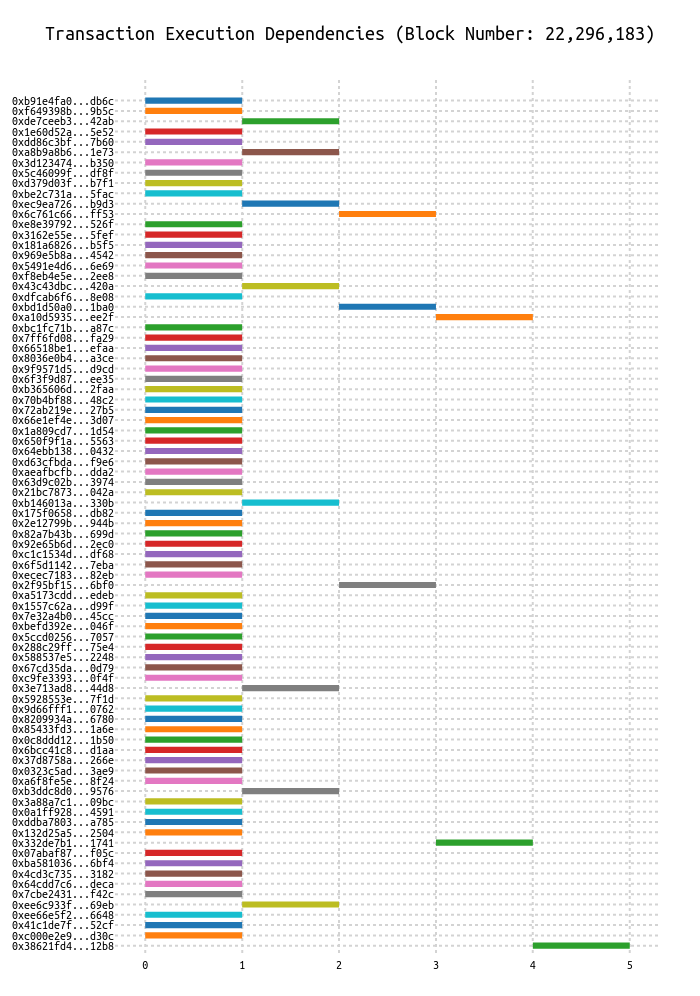 Transaction Execution Dependencies (Block Number: 22,296,183)
0xb91e4fa0...db6c
0xf649398b...9b5c
0xde7ceeb3...42ab
0x1e60d52a...5e52
0xdd86c3bf...7b60
0xa8b9a8b6...1e73
0x3d123474...b350
0x5c46099f...df8f
0xd379d03f...b7f1
0xbe2c731a...5fac
0xec9ea726...b9d3
0x6c761c66...ff53
0xe8e39792...526f
0x3162e55e...5fef
0x181a6826...b5f5
0x969e5b8a...4542
0x5491e4d6...6e69
0xf8eb4e5e...2ee8
0x43c43dbc...420a
0xdfcab6f6...8e08
0xbd1d50a0...1ba0
0xa10d5935...ee2f
0xbc1fc71b...a87c
0x7ff6fd08...fa29
0x66518be1...efaa
0x8036e0b4...a3ce
0x9f9571d5...d9cd
0x6f3f9d87...ee35
0xb365606d...2faa
0x70b4bf88...48c2
0x72ab219e...27b5
0x66e1ef4e...3d07
0x1a809cd7...1d54
0x650f9f1a...5563
0x64ebb138...0432
0xd63cfbda...f9e6
0xaeafbcfb...dda2
0x63d9c02b...3974
0x21bc7873...042a
0xb146013a...330b
0x175f0658...db82
0x2e12799b...944b
0x82a7b43b...699d
0x92e65b6d...2ec0
0xc1c1534d...df68
0x6f5d1142...7eba
0xecec7183...82eb
0x2f95bf15...6bf0
0xa5173cdd...edeb
0x1557c62a...d99f
0x7e32a4b0...45cc
0xbefd392e...046f
0x5ccd0256...7057
0x288c29ff...75e4
0x588537e5...2248
0x67cd35da...0d79
0xc9fe3393...0f4f
0x3e713ad8...44d8
0x5928553e...7f1d
0x9d66fff1...0762
0x8209934a...6780
0x85433fd3...1a6e
0x0c8ddd12...1b50
0x6bcc41c8...d1aa
0x37d8758a...266e
0x0323c5ad...3ae9
0xa6f8fe5e...8f24
0xb3ddc8d0...9576
0x3a88a7c1...09bc
0x0a1ff928...4591
0xddba7803...a785
0x132d25a5...2504
0x332de7b1...1741
0x07abaf87...f05c
0xba581036...6bf4
0x4cd3c735...3182
0x64cdd7c6...deca
0x7cbe2431...f42c
0xee6c933f...69eb
0xee66e5f2...6648
0x41c1de7f...52cf
0xc000e2e9...d30c
0x38621fd4...12b8
0 1 2 3 4 5